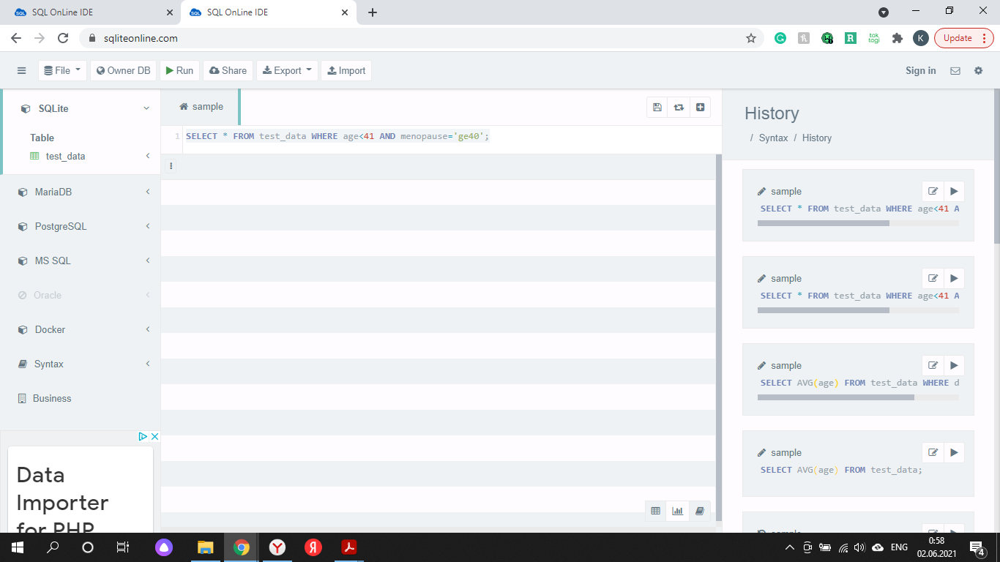 SQL OnLine IDE
SQL OnLine IDE
sqliteonline.com
K
Update
File
Owner DB
Run
Share
Export
Import
Sign in
SQLite
Table
test_data
MariaDB
PostgreSQL
MS SQL
Oracle
Docker
Syntax
Business
Data
Importer
for PHP
sample
1 SELECT * FROM test_data WHERE age<41 AND menopause='ge40';
History
/ Syntax / History
sample
SELECT * FROM test_data WHERE age<41 A
sample
SELECT * FROM test_data WHERE age<41 A
sample
SELECT AVG(age) FROM test_data WHERE d
sample
SELECT AVG(age) FROM test_data;
sample
ENG
0:58
02.06.2021
4